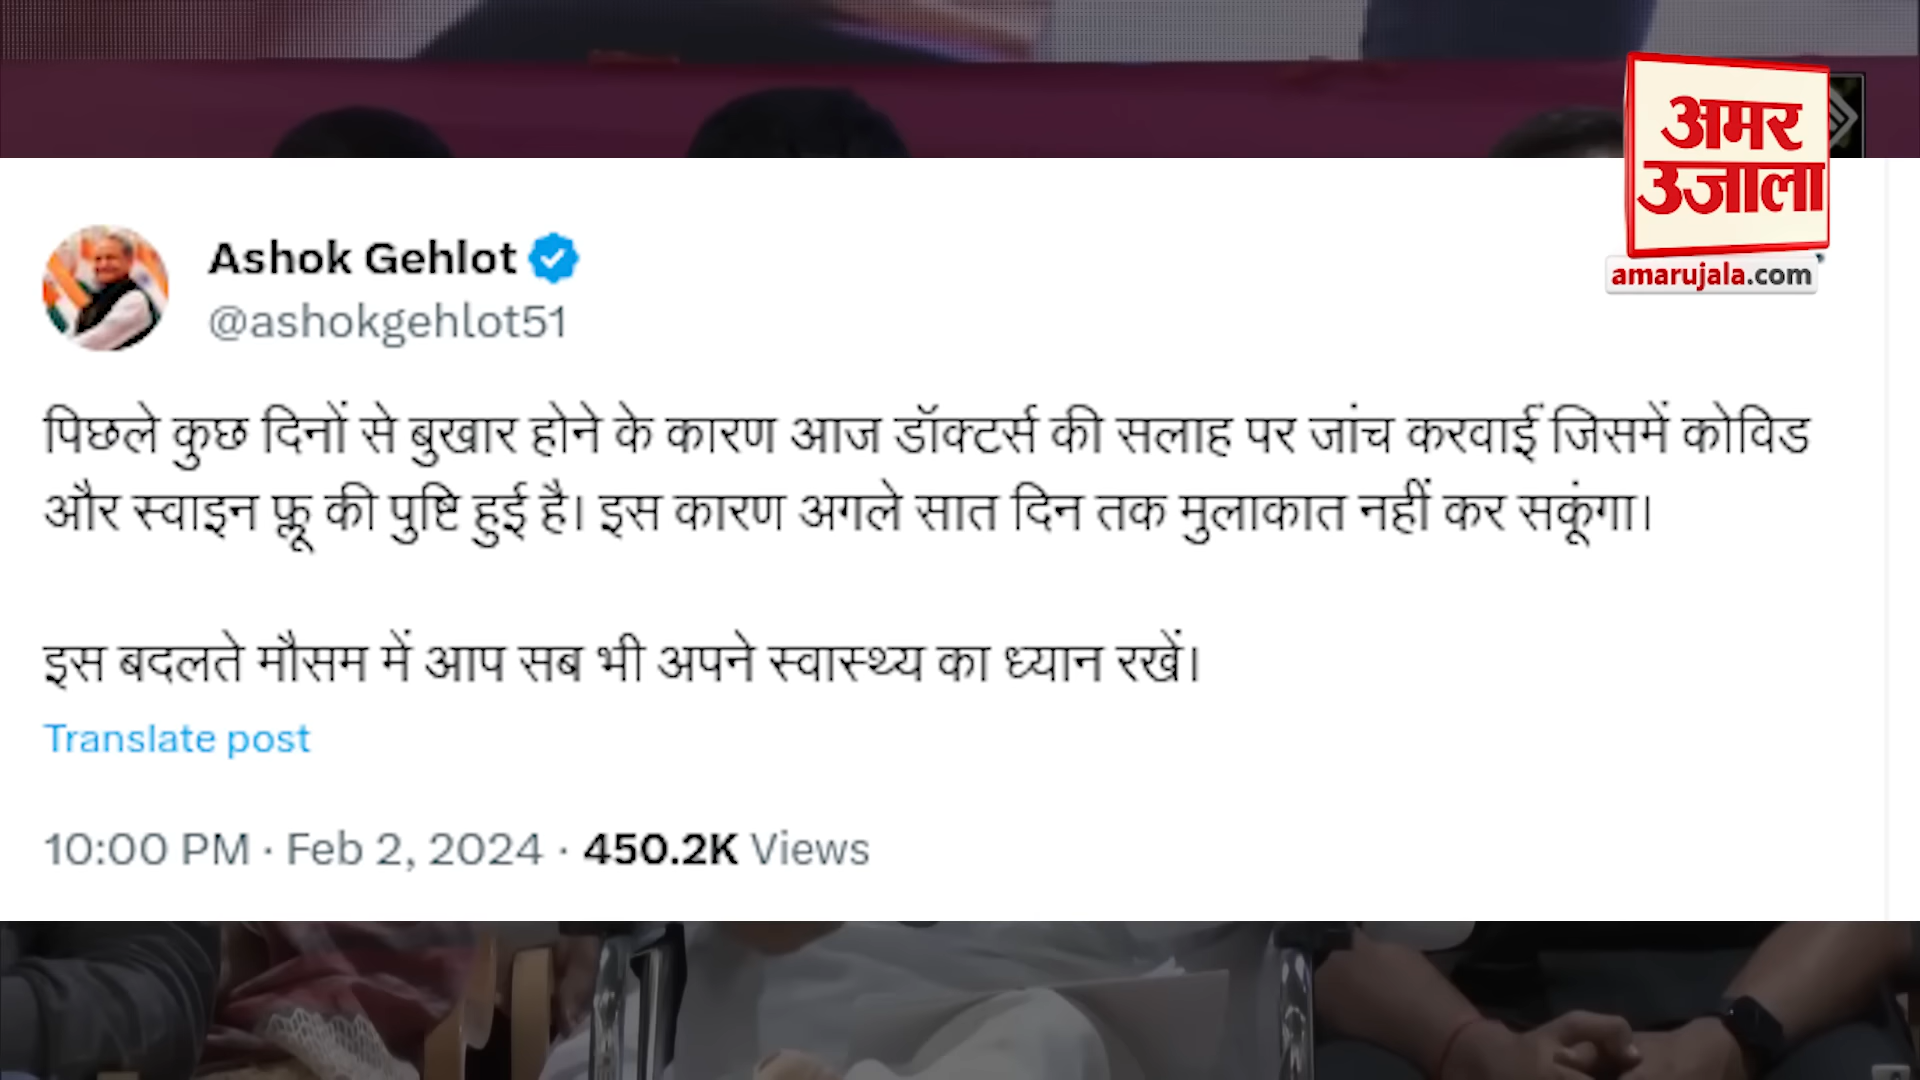 अमर
उजाला
amarujala.com
Ashok Gehlot
@ashokgehlot51
पिछले कुछ दिनों से बुखार होने के कारण आज डॉक्टर्स की सलाह पर जांच करवाई जिसमें कोविड
और स्वाइन फ्लू की पुष्टि हुई है। इस कारण अगले सात दिन तक मुलाकात नहीं कर सकूंगा।
इस बदलते मौसम में आप सब भी अपने स्वास्थ्य का ध्यान रखें।
Translate post
10:00 PM · Feb 2, 2024 · 450.2K Views